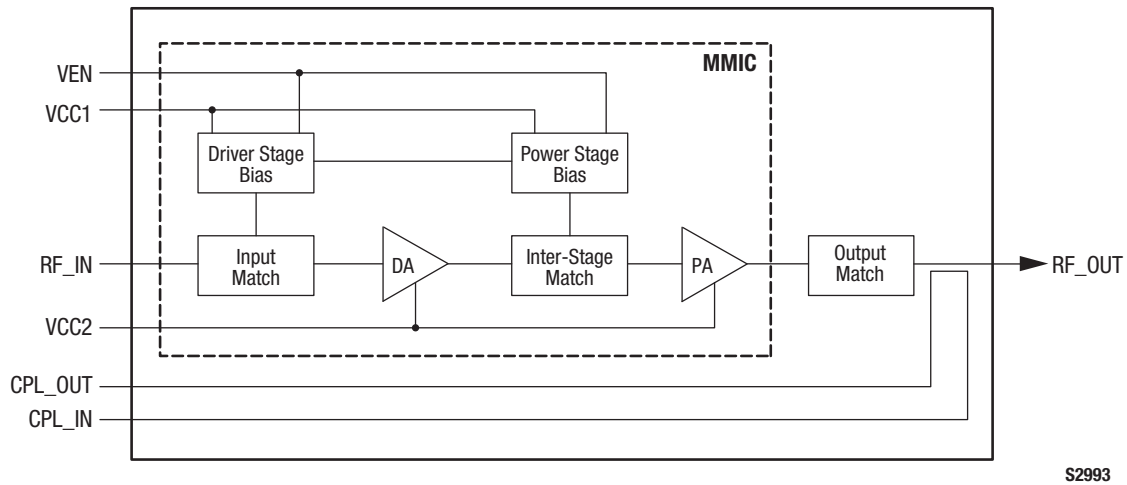 MMIC
VEN
VCC1
Driver Stage
Bias
Power Stage
Bias
RF_IN
Input
Match
DA
Inter-Stage
Match
PA
Output
Match
RF_OUT
VCC2
CPL_OUT
CPL_IN
S2993